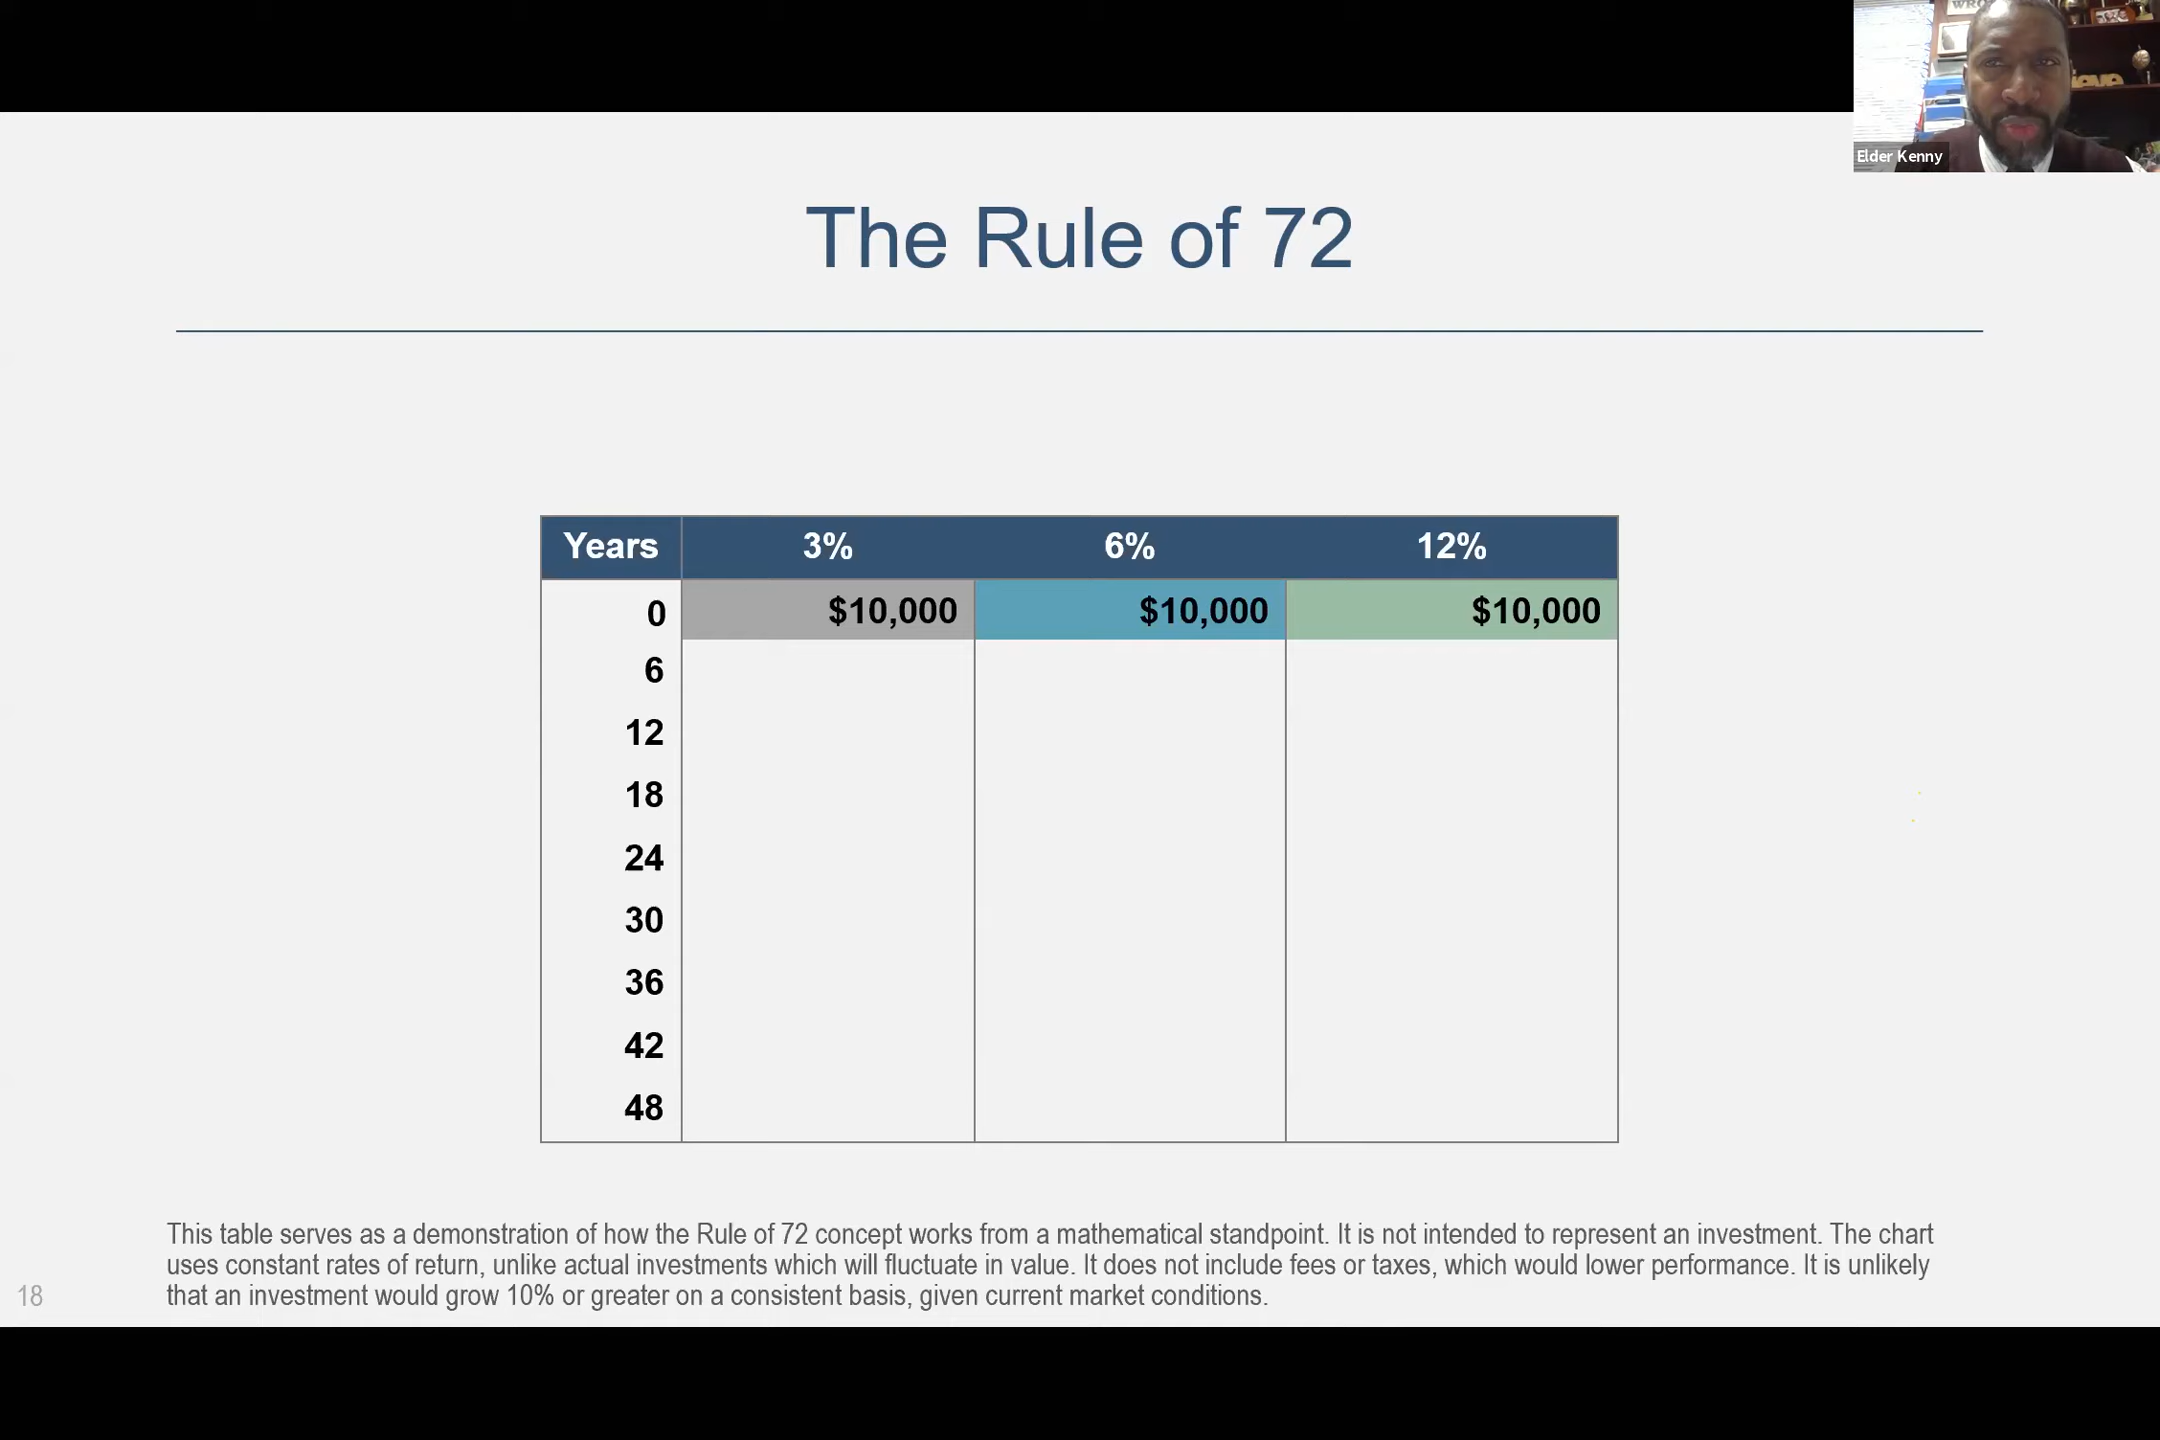 Elder Kenny
The Rule of 72
Years 3% 6% 12%
0 $10,000 $10,000 $10,000
6
12
18
24
30
36
42
48
This table serves as a demonstration of how the Rule of 72 concept works from a mathematical standpoint. It is not intended to represent an investment. The chart
uses constant rates of return, unlike actual investments which will fluctuate in value. It does not include fees or taxes, which would lower performance. It is unlikely
that an investment would grow 10% or greater on a consistent basis, given current market conditions.
18